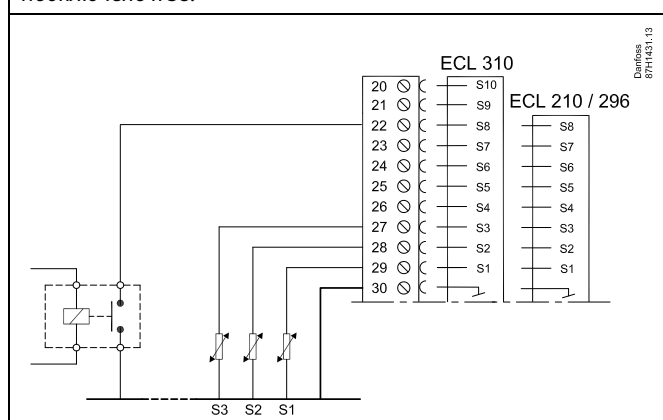 Danfoss
87H1431.13
ECL 310
ECL 210 / 296
20 S10
21 S9
22 S8 S8
23 S7 S7
24 S6 S6
25 S5 S5
26 S4 S4
27 S3 S3
28 S2 S2
29 S1 S1
30
S3 S2 S1